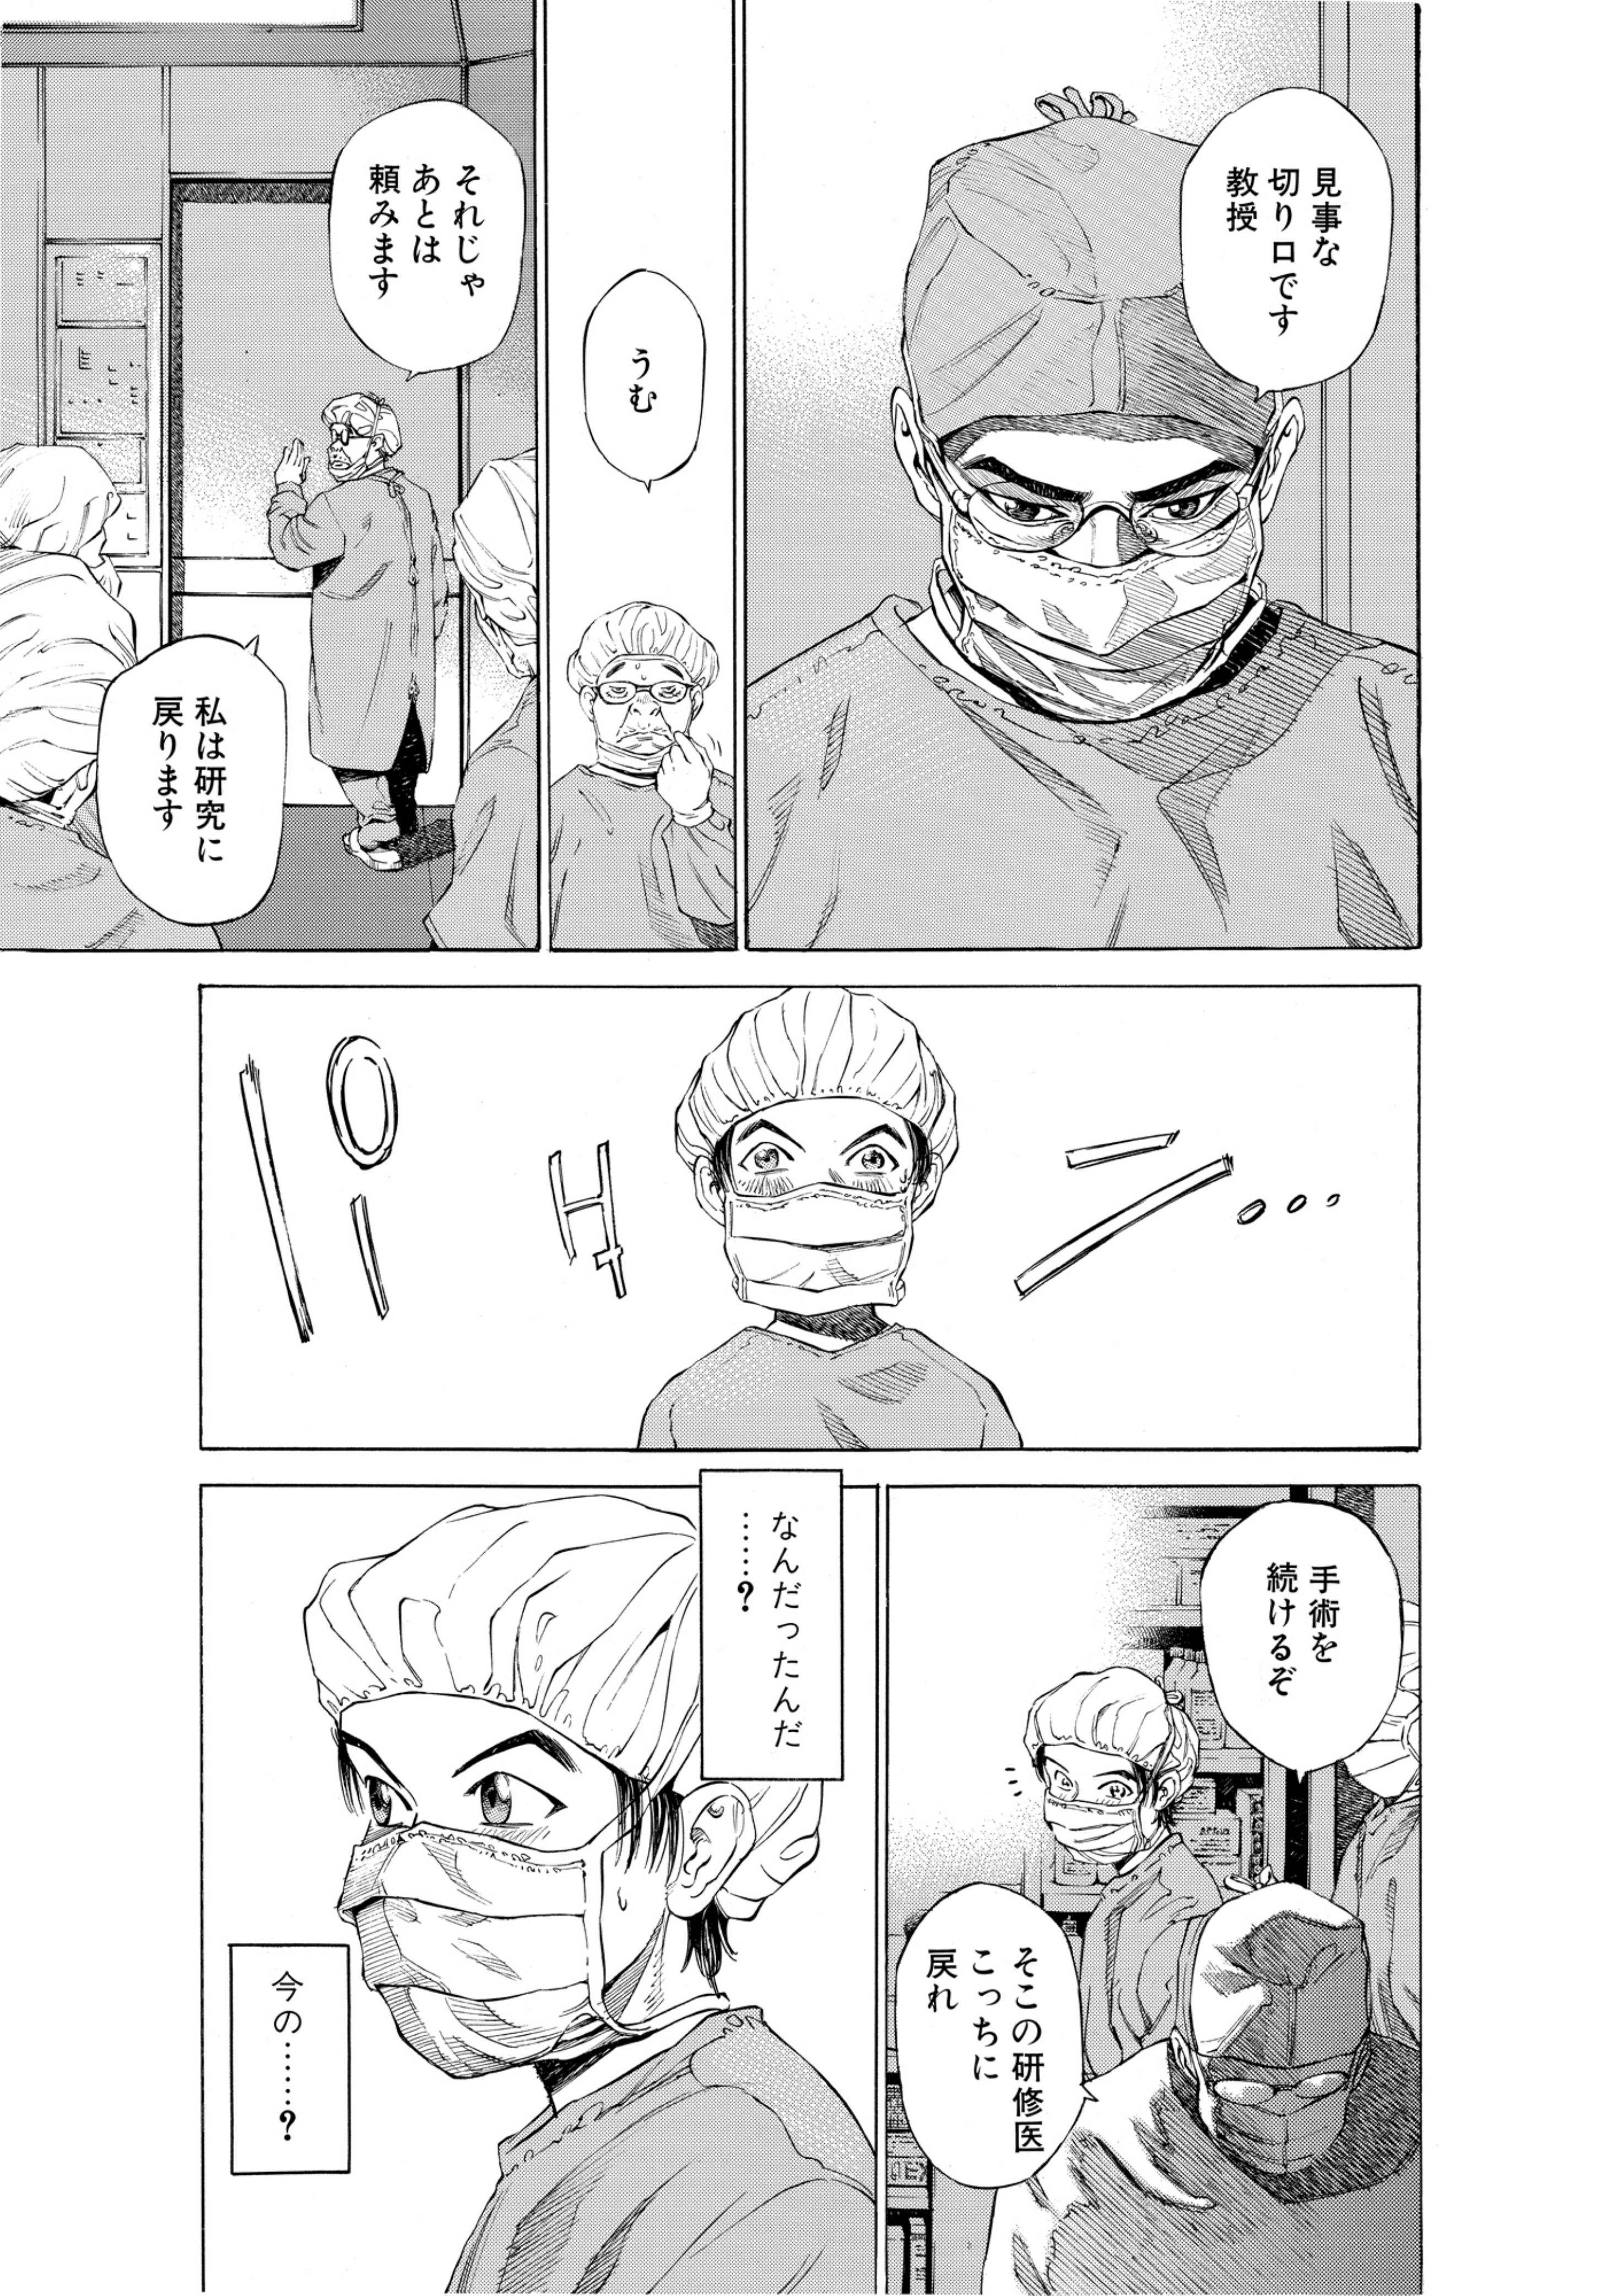 見事な
切り口です
教授
うむ
それじゃ
あとは
頼みます
私は研究に
戻ります
パサ ン…
手術を
続けるぞ
そこの研修医
こっちに
戻れ
なんだったんだ
……?
今の……?